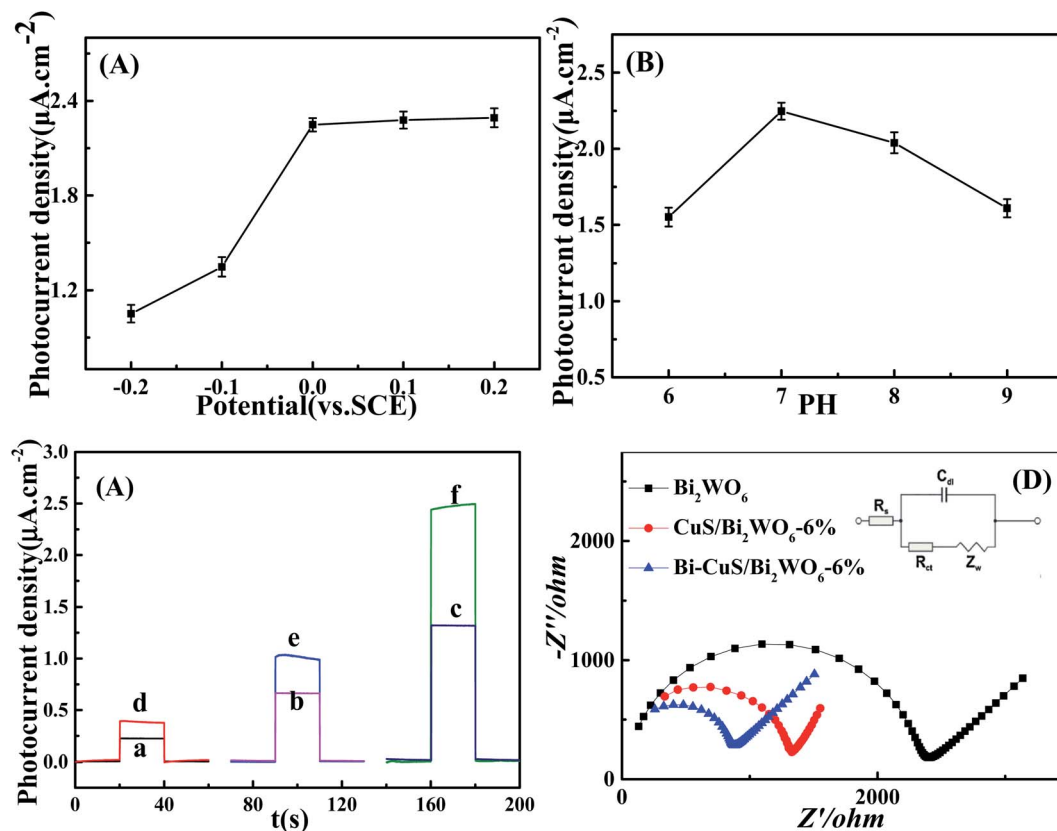 (A)
Photocurrent density(μA.cm-2)
2.4
1.8
1.2
-0.2 -0.1 0.0 0.1 0.2
Potential(vs.SCE)
(B)
Photocurrent density(μA.cm-2)
2.5
2.0
1.5
1.0
0.5
6 7 8 9
PH
(A)
Photocurrent density(μA.cm-2)
3.0
2.5
2.0
1.5
1.0
0.5
0.0
d
a
e
b
f
c
0 40 80 120 160 200
t(s)
(D)
Bi2WO6
CuS/Bi2WO6-6%
Bi-CuS/Bi2WO6-6%
Cdl
Rs
Rct Zw
-Z''/ohm
2000
1000
0
0 2000
Z'/ohm